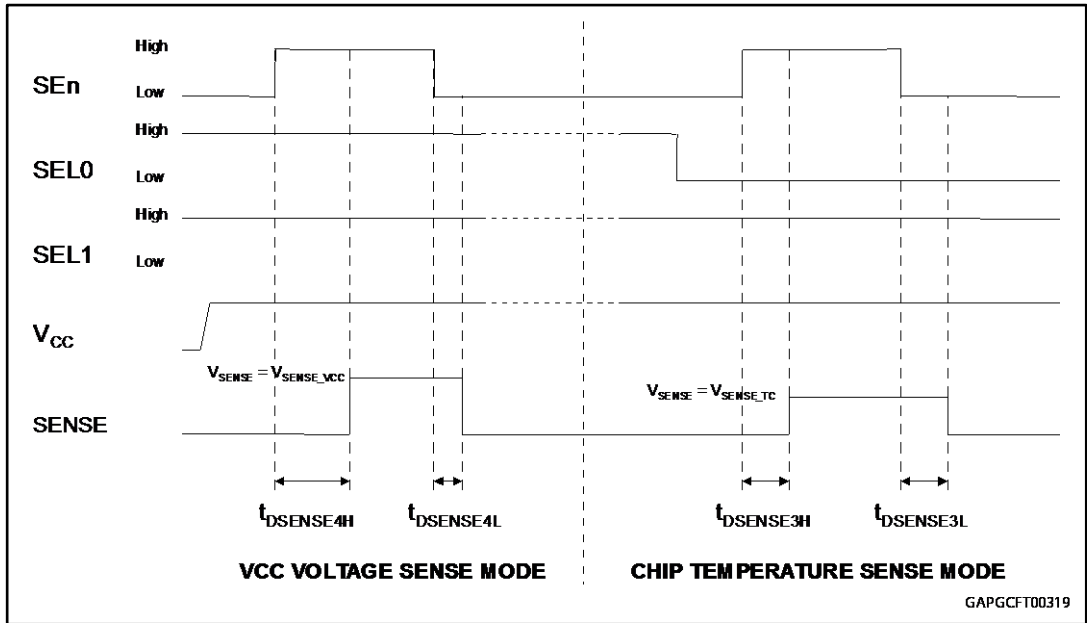 High
SEn
Low
High
SEL0
Low
High
SEL1
Low
VCC
VSENSE = VSENSE_VCC
VSENSE = VSENSE_TC
SENSE
tDSENSE4H
tDSENSE4L
tDSENSE3H
tDSENSE3L
VCC VOLTAGE SENSE MODE
CHIP TEMPERATURE SENSE MODE
GAPGCFT00319